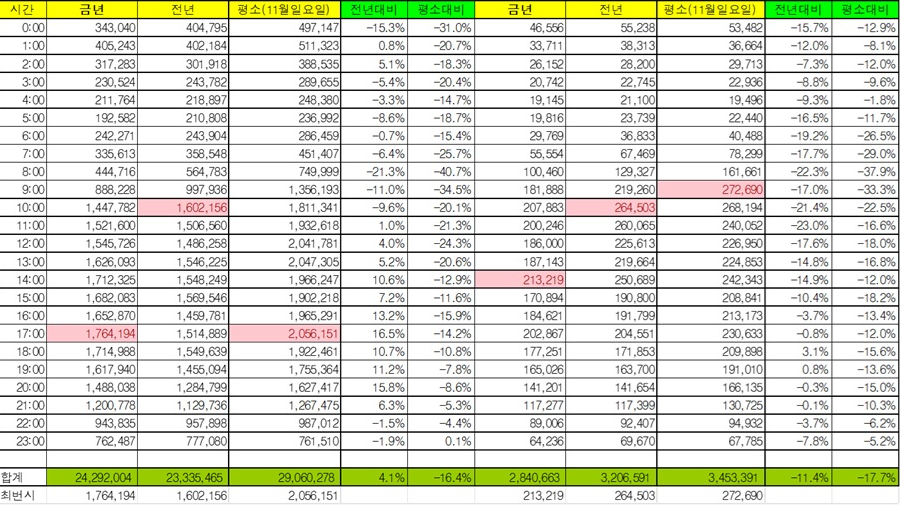 시간 금년 전년 평소(11월일요일) 전년대비 평소대비 금년 전년 평소(11월일요일) 전년대비 평소대비
0:00 343,040 404,795 497,147 -15.3% -31.0% 46,556 55,238 53,482 -15.7% -12.9%
1:00 405,243 402,184 511,323 0.8% -20.7% 33,711 38,313 36,664 -12.0% -8.1%
2:00 317,283 301,918 388,535 5.1% -18.3% 26,152 28,200 29,713 -7.3% -12.0%
3:00 230,524 243,782 289,655 -5.4% -20.4% 20,742 22,745 22,936 -8.8% -9.6%
4:00 211,764 218,897 248,380 -3.3% -14.7% 19,145 21,100 19,496 -9.3% -1.8%
5:00 192,582 210,808 236,992 -8.6% -18.7% 19,816 23,739 22,440 -16.5% -11.7%
6:00 242,271 243,904 286,459 -0.7% -15.4% 29,769 36,833 40,488 -19.2% -26.5%
7:00 335,613 358,548 451,407 -6.4% -25.7% 55,554 67,469 78,299 -17.7% -29.0%
8:00 444,716 564,783 749,999 -21.3% -40.7% 100,460 129,327 161,661 -22.3% -37.9%
9:00 888,228 997,936 1,356,193 -11.0% -34.5% 181,888 219,260 272,690 -17.0% -33.3%
10:00 1,447,782 1,602,156 1,811,341 -9.6% -20.1% 207,883 264,503 268,194 -21.4% -22.5%
11:00 1,521,600 1,506,560 1,932,618 1.0% -21.3% 200,246 260,065 240,052 -23.0% -16.6%
12:00 1,545,726 1,486,258 2,041,781 4.0% -24.3% 186,000 225,613 226,950 -17.6% -18.0%
13:00 1,626,093 1,546,225 2,047,305 5.2% -20.6% 187,143 219,664 224,853 -14.8% -16.8%
14:00 1,712,325 1,548,249 1,966,247 10.6% -12.9% 213,219 250,689 242,343 -14.9% -12.0%
15:00 1,682,083 1,569,546 1,902,218 7.2% -11.6% 170,894 190,800 208,841 -10.4% -18.2%
16:00 1,652,870 1,459,781 1,965,291 13.2% -15.9% 184,621 191,799 213,173 -3.7% -13.4%
17:00 1,764,194 1,514,889 2,056,151 16.5% -14.2% 202,867 204,551 230,633 -0.8% -12.0%
18:00 1,714,988 1,549,639 1,922,461 10.7% -10.8% 177,251 171,853 209,898 3.1% -15.6%
19:00 1,617,940 1,455,094 1,755,364 11.2% -7.8% 165,026 163,700 191,010 0.8% -13.6%
20:00 1,488,038 1,284,799 1,627,417 15.8% -8.6% 141,201 141,654 166,135 -0.3% -15.0%
21:00 1,200,778 1,129,736 1,267,475 6.3% -5.3% 117,277 117,399 130,725 -0.1% -10.3%
22:00 943,835 957,898 987,012 -1.5% -4.4% 89,006 92,407 94,932 -3.7% -6.2%
23:00 762,487 777,080 761,510 -1.9% 0.1% 64,236 69,670 67,785 -7.8% -5.2%
합계 24,292,004 23,335,465 29,060,278 4.1% -16.4% 2,840,663 3,206,591 3,453,391 -11.4% -17.7%
최번시 1,764,194 1,602,156 2,056,151 213,219 264,503 272,690